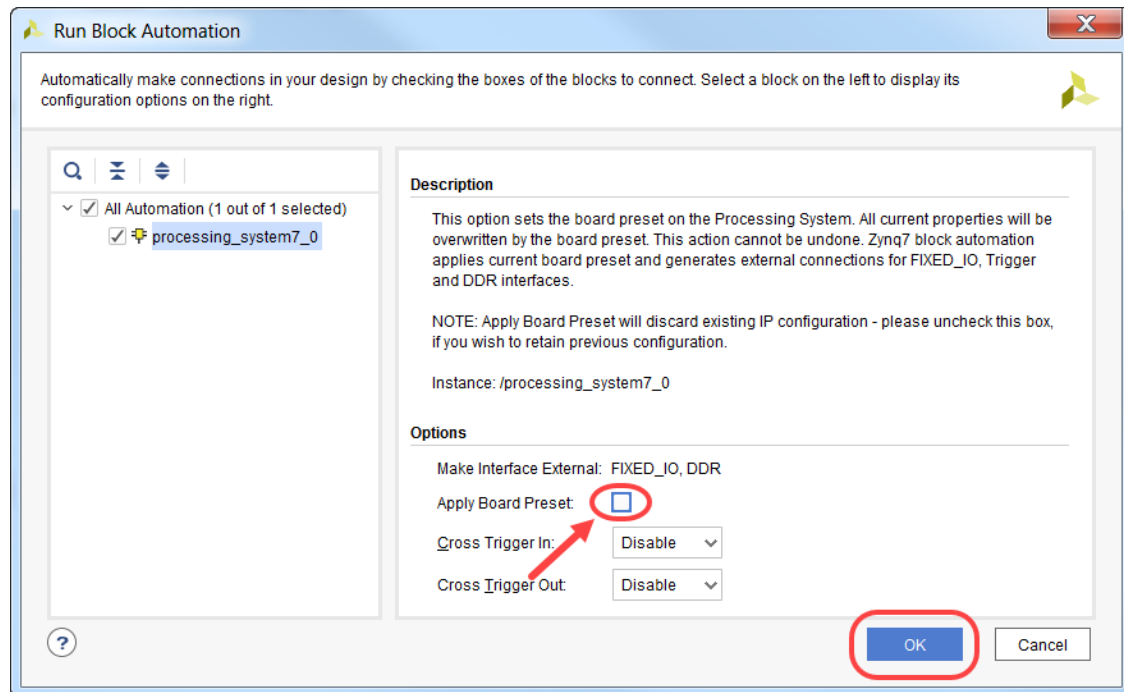 Run Block Automation
Automatically make connections in your design by checking the boxes of the blocks to connect. Select a block on the left to display its
configuration options on the right.
All Automation (1 out of 1 selected)
processing_system7_0
Description
This option sets the board preset on the Processing System. All current properties will be
overwritten by the board preset. This action cannot be undone. Zynq7 block automation
applies current board preset and generates external connections for FIXED_IO, Trigger
and DDR interfaces.
NOTE: Apply Board Preset will discard existing IP configuration - please uncheck this box,
if you wish to retain previous configuration.
Instance: /processing_system7_0
Options
Make Interface External: FIXED_IO, DDR
Apply Board Preset:
Cross Trigger In: Disable
Cross Trigger Out: Disable
? OK Cancel